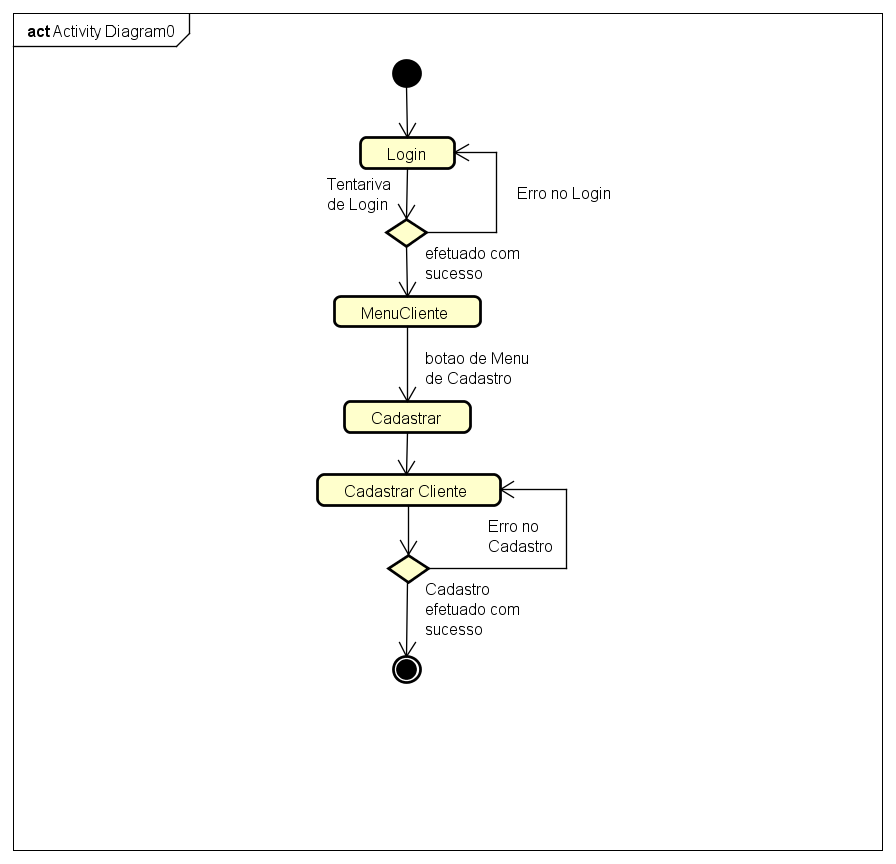 act Activity Diagram0
Login
Tentariva
de Login
Erro no Login
efetuado com
sucesso
MenuCliente
botao de Menu
de Cadastro
Cadastrar
Cadastrar Cliente
Erro no
Cadastro
Cadastro
efetuado com
sucesso